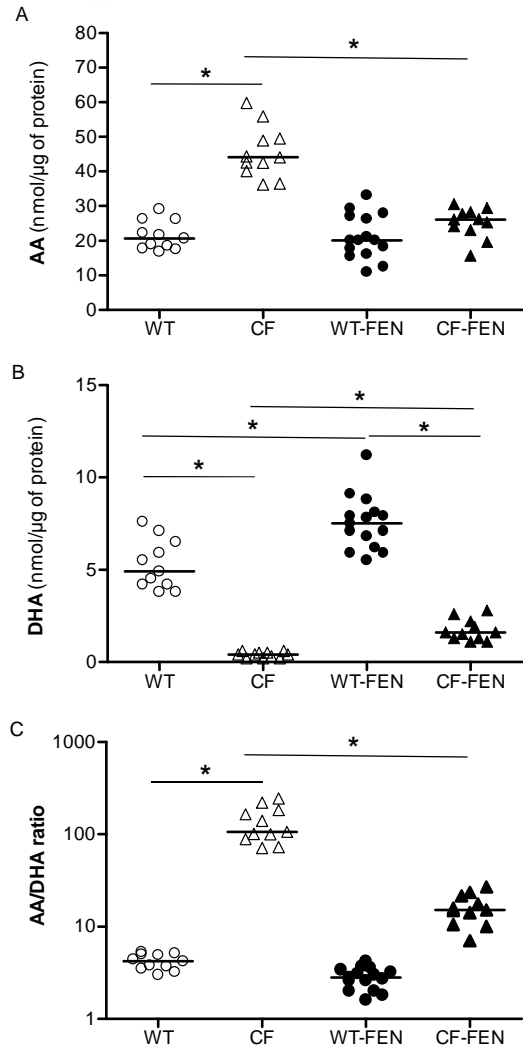 A
80
70
60
50
40
30
20
10
0
AA (nmol/µg of protein)
*
*
WT CF WT-FEN CF-FEN
B
15
10
5
0
DHA (nmol/µg of protein)
*
*
*
*
WT CF WT-FEN CF-FEN
C
1000
100
10
1
AA/DHA ratio
*
*
WT CF WT-FEN CF-FEN